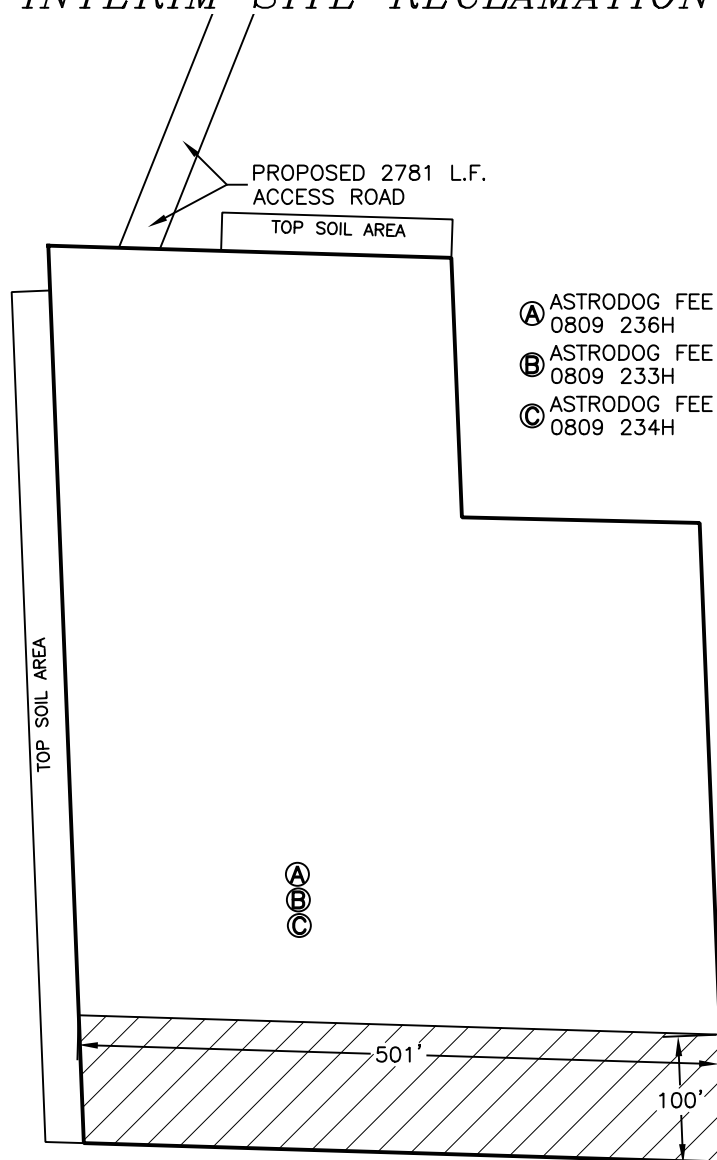 INTERIM SITE RECLAMATION
PROPOSED 2781 L.F.
ACCESS ROAD
TOP SOIL AREA
Ⓐ ASTRODOG FEE
0809 236H
Ⓑ ASTRODOG FEE
0809 233H
Ⓒ ASTRODOG FEE
0809 234H
TOP SOIL AREA
Ⓐ
Ⓑ
Ⓒ
501'
100'